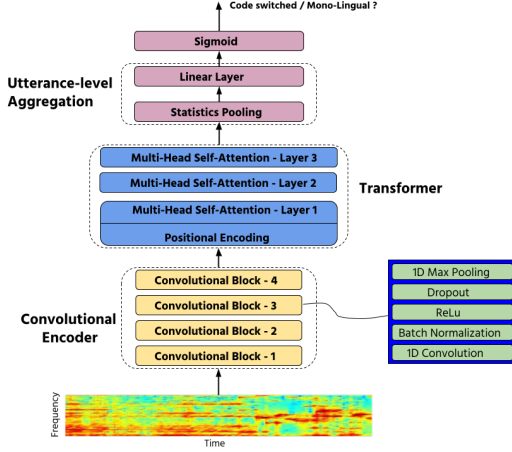 Code switched / Mono-Lingual ?
Sigmoid
Utterance-level
Aggregation
Linear Layer
Statistics Pooling
Multi-Head Self-Attention - Layer 3
Multi-Head Self-Attention - Layer 2
Multi-Head Self-Attention - Layer 1
Positional Encoding
Transformer
Convolutional
Encoder
Convolutional Block - 4
Convolutional Block - 3
Convolutional Block - 2
Convolutional Block - 1
1D Max Pooling
Dropout
ReLu
Batch Normalization
1D Convolution
Frequency
Time